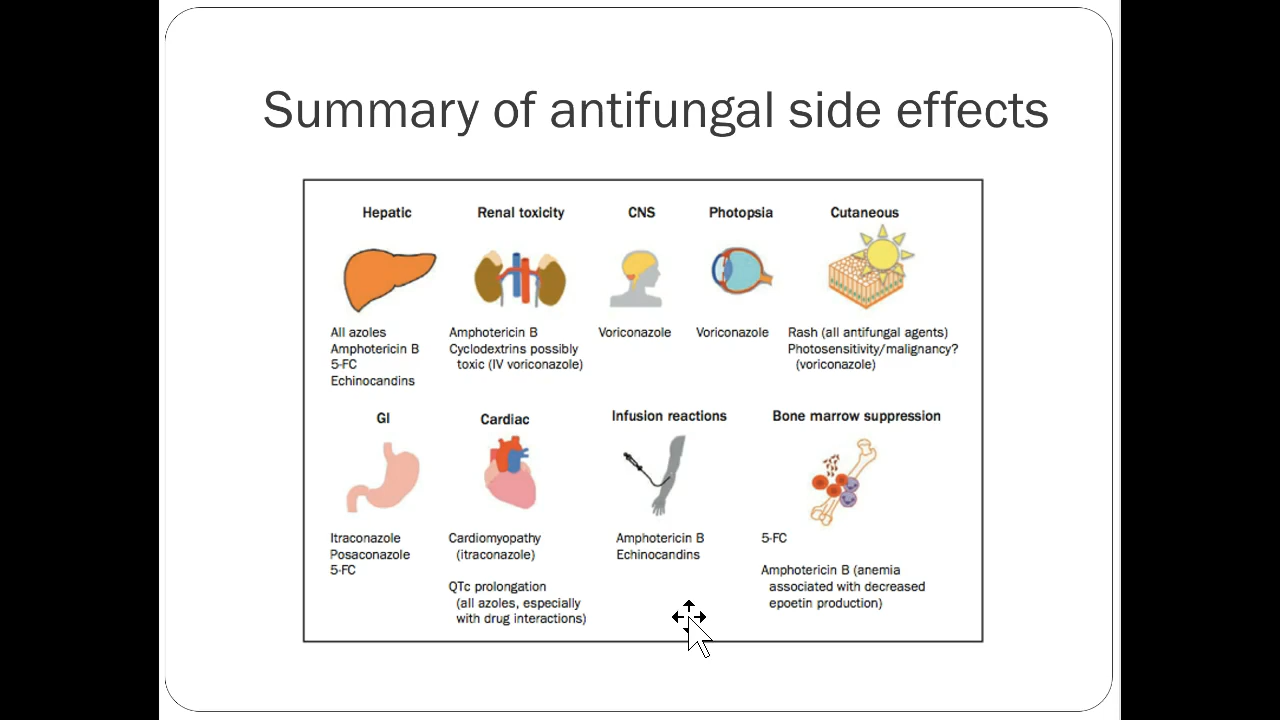 Summary of antifungal side effects
Hepatic
All azoles
Amphotericin B
5-FC
Echinocandins
Renal toxicity
Amphotericin B
Cyclodextrins possibly
toxic (IV voriconazole)
CNS
Voriconazole
Photopsia
Voriconazole
Cutaneous
Rash (all antifungal agents)
Photosensitivity/malignancy?
(voriconazole)
GI
Itraconazole
Posaconazole
5-FC
Cardiac
Cardiomyopathy
(itraconazole)
QTc prolongation
(all azoles, especially
with drug interactions)
Infusion reactions
Amphotericin B
Echinocandins
Bone marrow suppression
5-FC
Amphotericin B (anemia
associated with decreased
epoetin production)